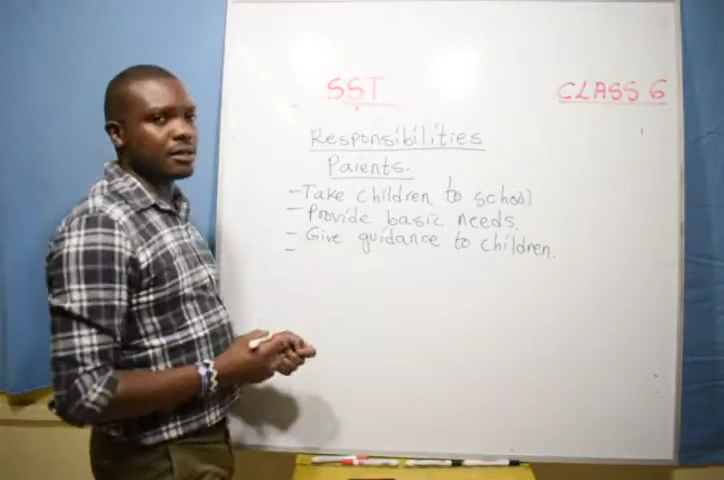 SST
CLASS 6
Responsibilities
Parents.
- Take children to school
- Provide basic needs.
- Give guidance to children.
-